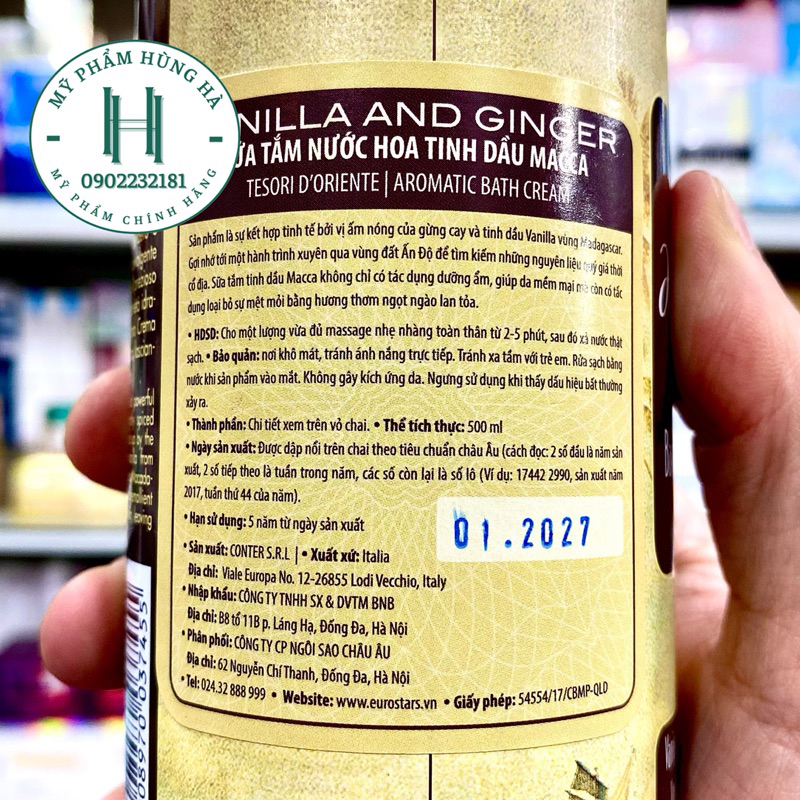 MỸ PHẨM HÙNG HÀ
0902232181
MỸ PHẨM CHÍNH HÃNG
NILLA AND GINGER
TẮM NƯỚC HOA TINH DẦU MACCA
TESORI D'ORIENTE | AROMATIC BATH CREAM
Sản phẩm là sự kết hợp tinh tế bởi vị ấm nóng của gừng cay và tinh dầu Vanilla vùng Madagascar.
Gợi nhớ tới một hành trình xuyên qua vùng đất Ấn Độ để tìm kiếm những nguyên liệu quý giá thời
cổ địa. Sữa tắm tinh dầu Macca không chỉ có tác dụng dưỡng ẩm, giúp da mềm mại mà còn có tác
dụng loại bỏ sự mệt mỏi bằng hương thơm ngọt ngào lan tỏa.
• HDSD: Cho một lượng vừa đủ massage nhẹ nhàng toàn thân từ 2-5 phút, sau đó xả nước thật
sạch. • Bảo quản: nơi khô mát, tránh ánh nắng trực tiếp. Tránh xa tầm với trẻ em. Rửa sạch bằng
nước khi sản phẩm vào mắt. Không gây kích ứng da. Ngưng sử dụng khi thấy dấu hiệu bất thường
xảy ra.
• Thành phần: Chi tiết xem trên vỏ chai. • Thể tích thực: 500 ml
• Ngày sản xuất: Được dập nổi trên chai theo tiêu chuẩn châu Âu (cách đọc: 2 số đầu là năm sản
xuất, 2 số tiếp theo là tuần trong năm, các số còn lại là số lô (Ví dụ: 17442 2990, sản xuất năm
2017, tuần thứ 44 của năm).
• Hạn sử dụng: 5 năm từ ngày sản xuất
01.2027
• Sản xuất: CONTER S.R.L | • Xuất xứ: Italia
Địa chỉ: Viale Europa No. 12-26855 Lodi Vecchio, Italy
• Nhập khẩu: CÔNG TY TNHH SX & DVTM BNB
Địa chỉ: B8 tổ 11B p. Láng Hạ, Đống Đa, Hà Nội
• Phân phối: CÔNG TY CP NGÔI SAO CHÂU ÂU
Địa chỉ: 62 Nguyễn Chí Thanh, Đống Đa, Hà Nội
• Tel: 024.32 888 999 • Website: www.eurostars.vn • Giấy phép: 54554/17/CBMP-QLD